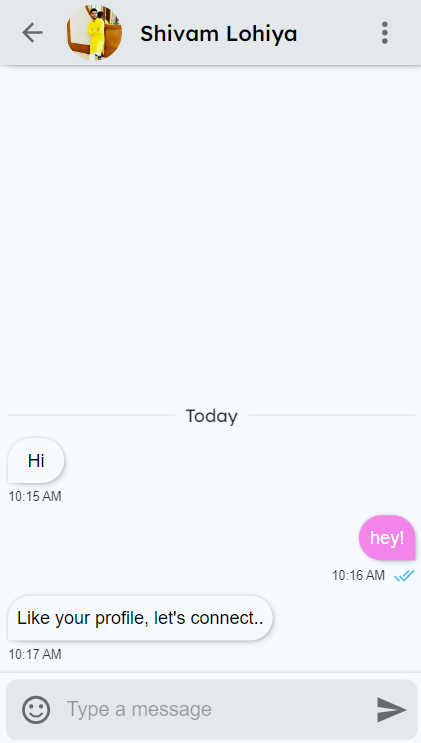 Shivam Lohiya
Today
Hi
10:15 AM
hey!
10:16 AM
Like your profile, let's connect..
10:17 AM
Type a message